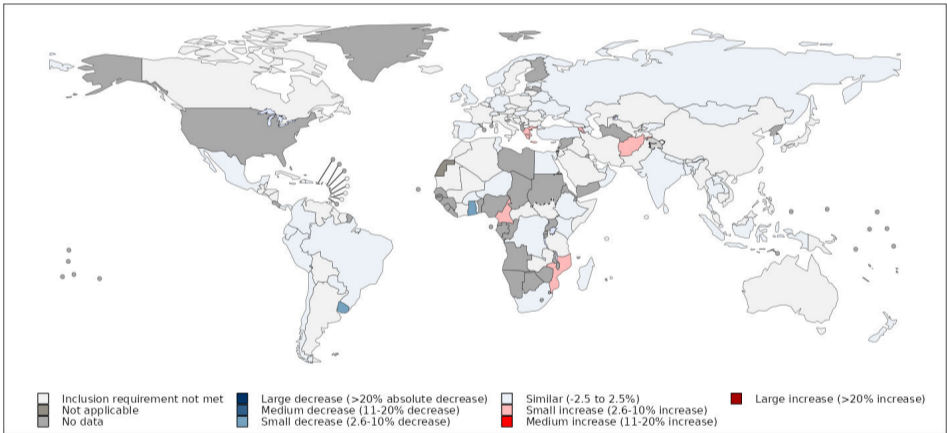 Inclusion requirement not met
Not applicable
No data
Large decrease (>20% absolute decrease)
Medium decrease (11-20% decrease)
Small decrease (2.6-10% decrease)
Similar (-2.5 to 2.5%)
Small increase (2.6-10% increase)
Medium increase (11-20% increase)
Large increase (>20% increase)